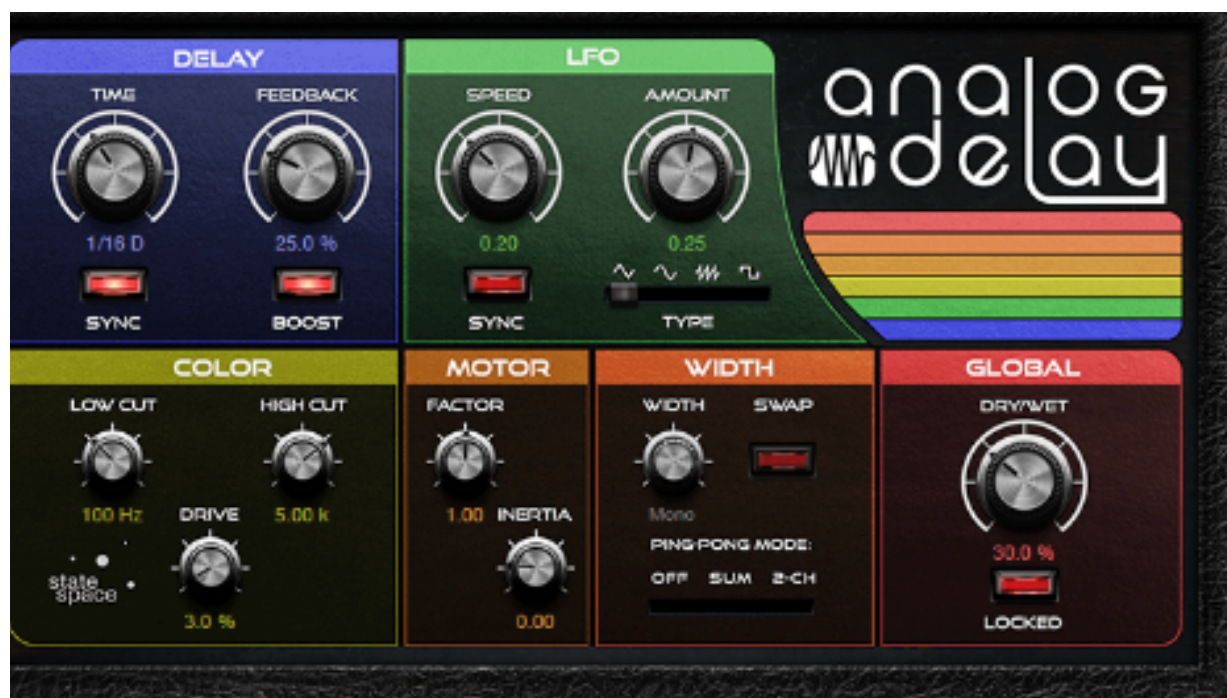 DELAY
LFO
TIME
FEEDBACK
SPEED
AMOUNT
analog
delay
1/16 D
25.0 %
0.20
0.25
SYNC
BOOST
SYNC
TYPE
COLOR
MOTOR
WIDTH
GLOBAL
LOW CUT
HIGH CUT
FACTOR
WIDTH
SWAP
DRY/WET
100 Hz
DRIVE
5.00 k
1.00
INERTIA
Mono
PING-PONG MODE:
OFF SUM 2-CH
30.0 %
state
space
3.0 %
0.00
LOCKED